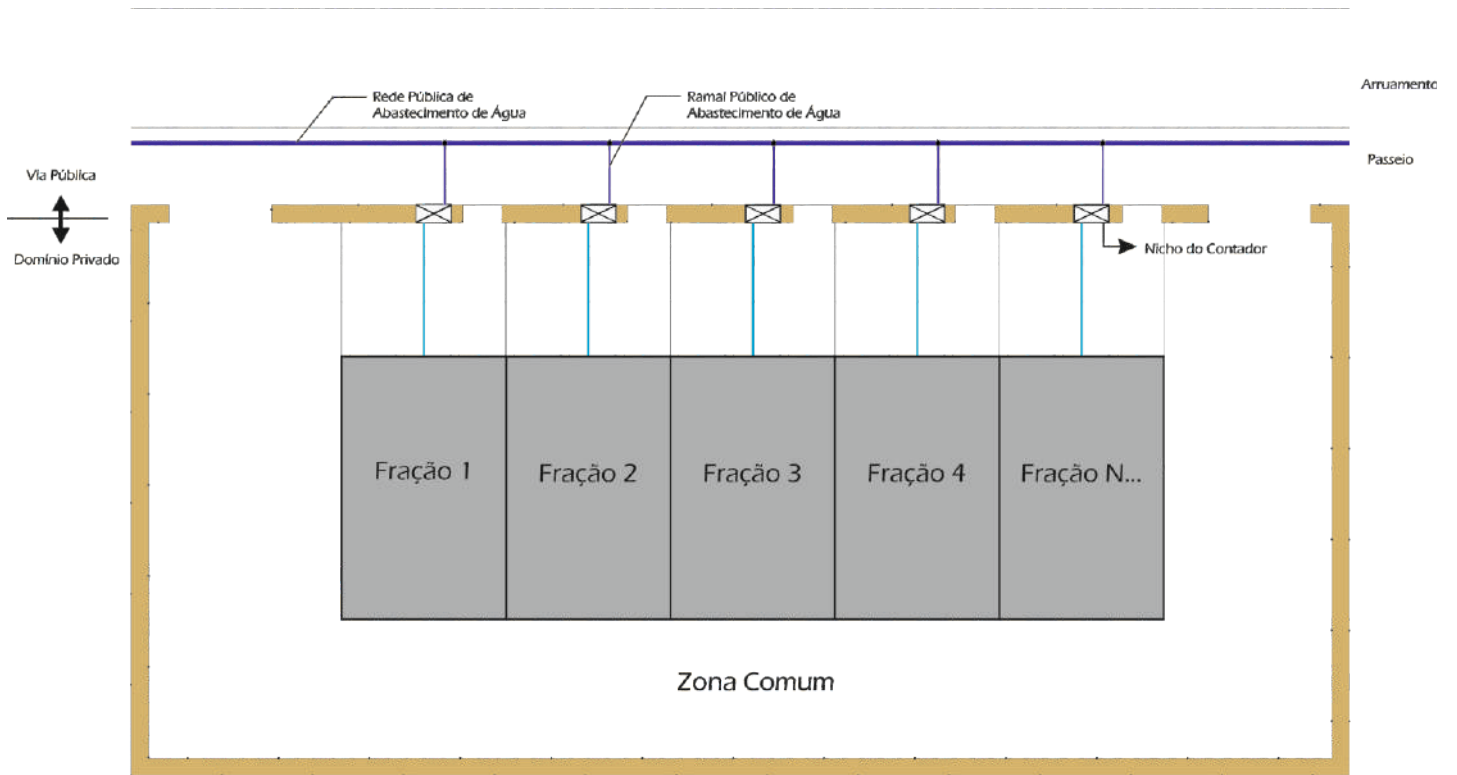 Arruamento
Rede Pública de
Abastecimento de Água
Ramal Público de
Abastecimento de Água
Passeio
Via Pública
Domínio Privado
Nicho do Contador
Fração 1
Fração 2
Fração 3
Fração 4
Fração N...
Zona Comum